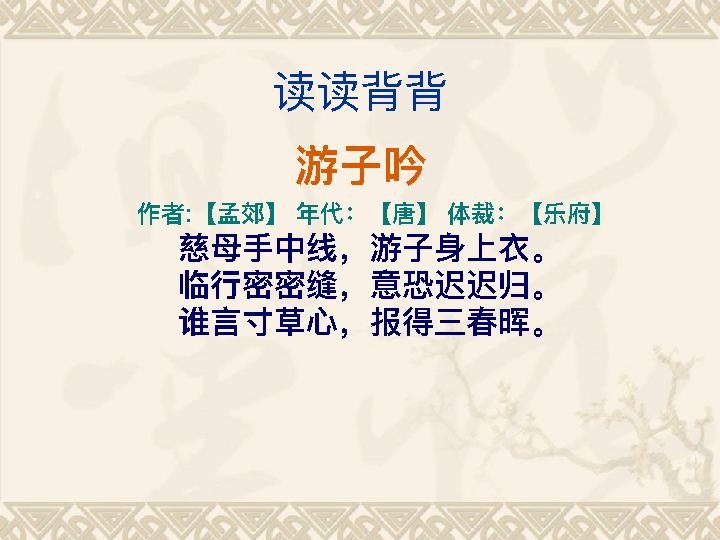 读读背背
游子吟
作者:【孟郊】 年代：【唐】 体裁：【乐府】
慈母手中线，游子身上衣。
临行密密缝，意恐迟迟归。
谁言寸草心，报得三春晖。